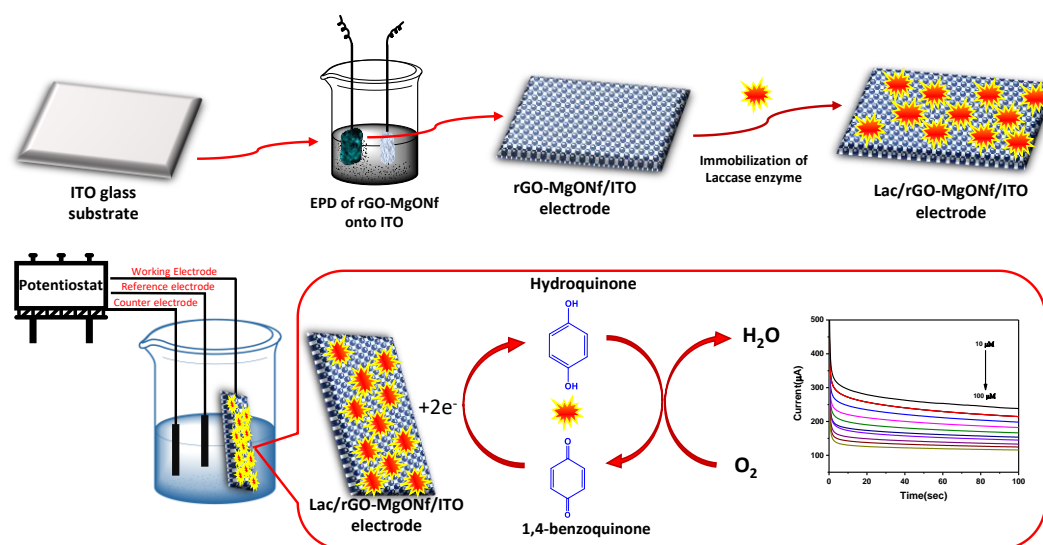 ITO glass
substrate
EPD of rGO-MgONf
onto ITO
rGO-MgONf/ITO
electrode
Immobilization of
Laccase enzyme
Lac/rGO-MgONf/ITO
electrode
Potentiostat
Working Electrode
Reference electrode
Counter electrode
Lac/rGO-MgONf/ITO
electrode
+2e-
Hydroquinone
OH
OH
O
O
1,4-benzoquinone
H2O
O2
Current(µA)
500
400
300
200
100
10 µM
100 µM
0 20 40 60 80 100
Time(sec)